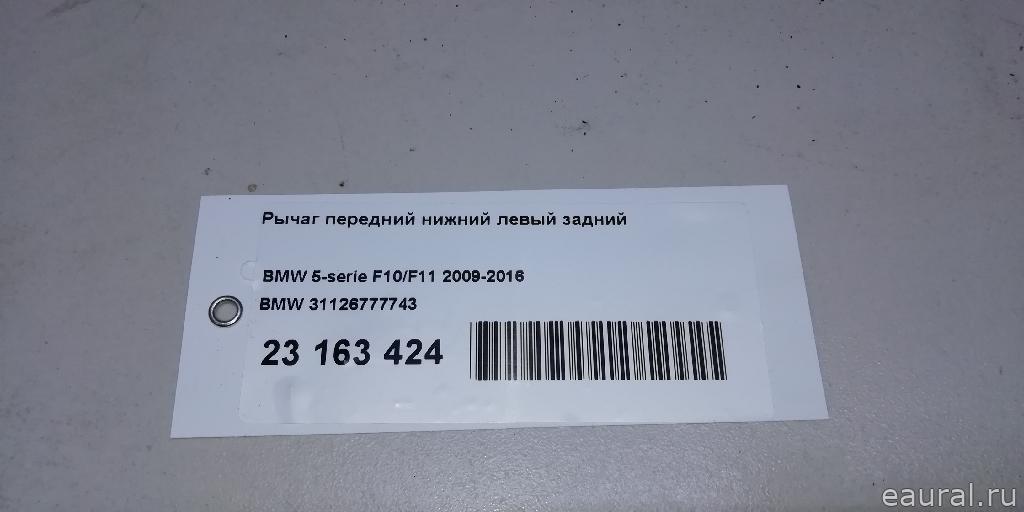 Рычаг передний нижний левый задний
BMW 5-serie F10/F11 2009-2016
BMW 31126777743
23 163 424
eaural.ru